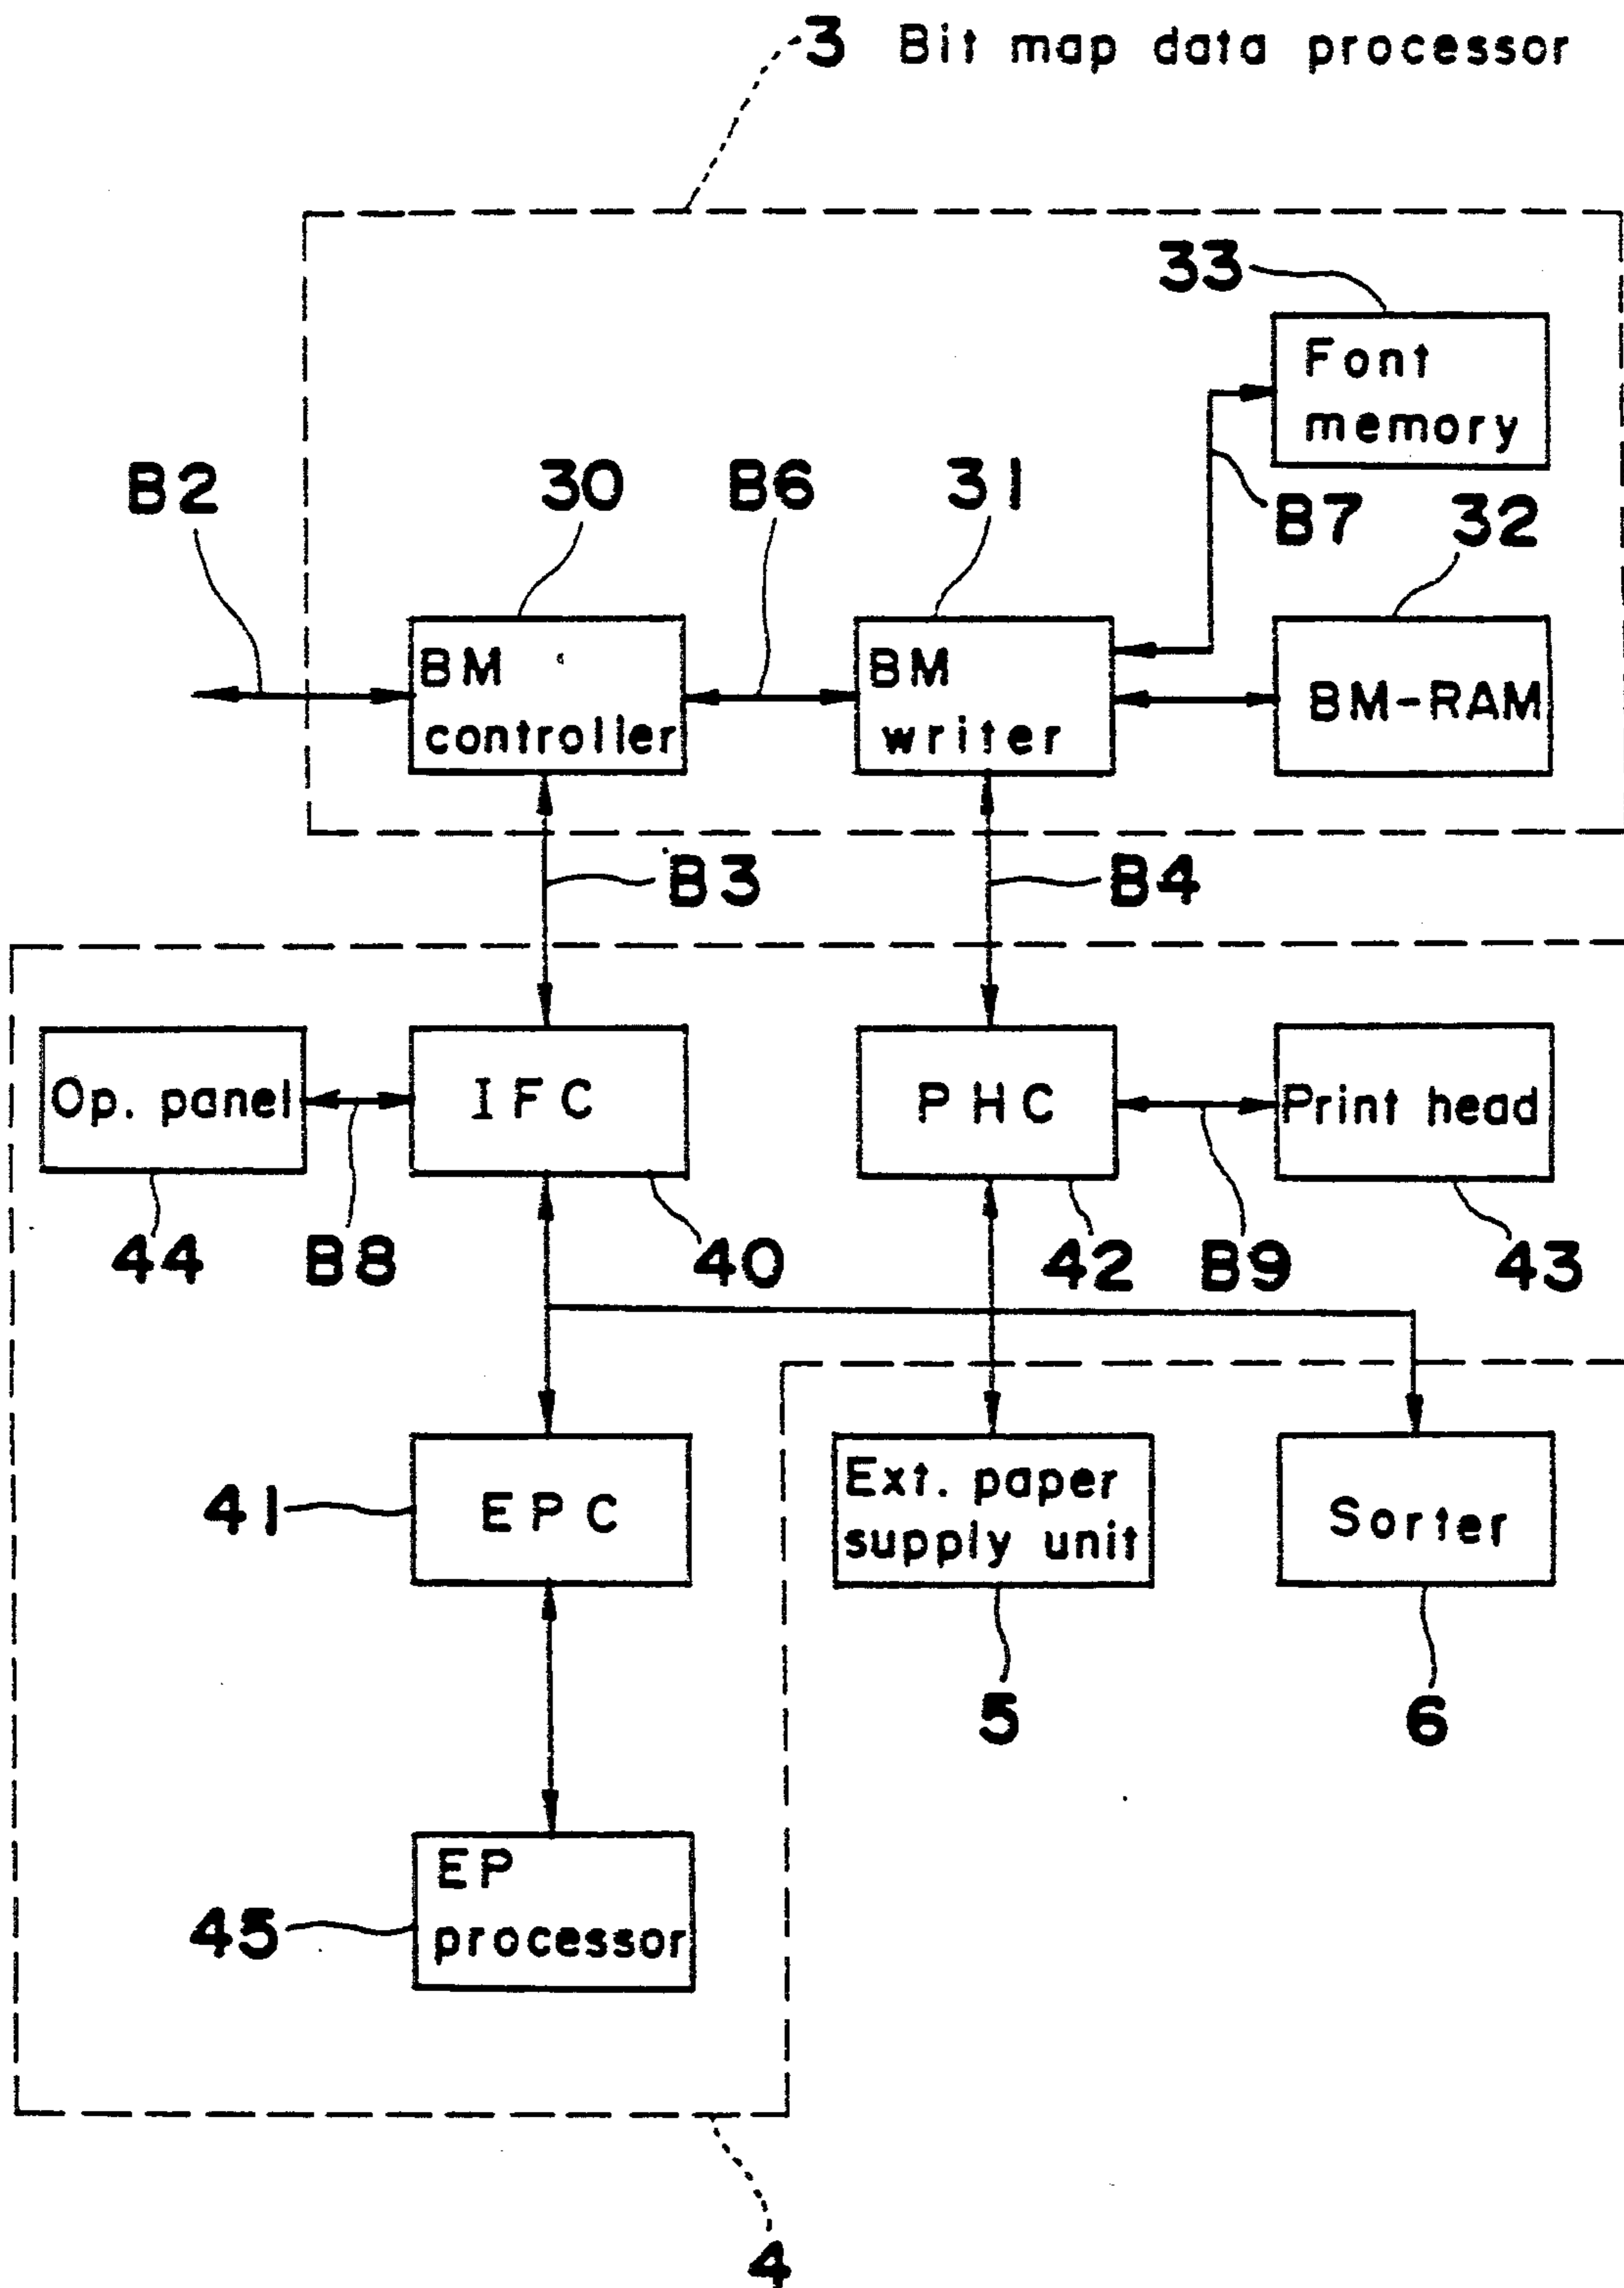 3 Bit map data processor
33
Font
memory
B2
30
B6
31
B7
32
BM
controller
BM
writer
BM-RAM
B3
B4
Op. panel
IFC
PHC
Print head
44
B8
40
42
B9
43
41
EPC
Ext. paper
supply unit
Sorter
5
6
45
EP
processor
4